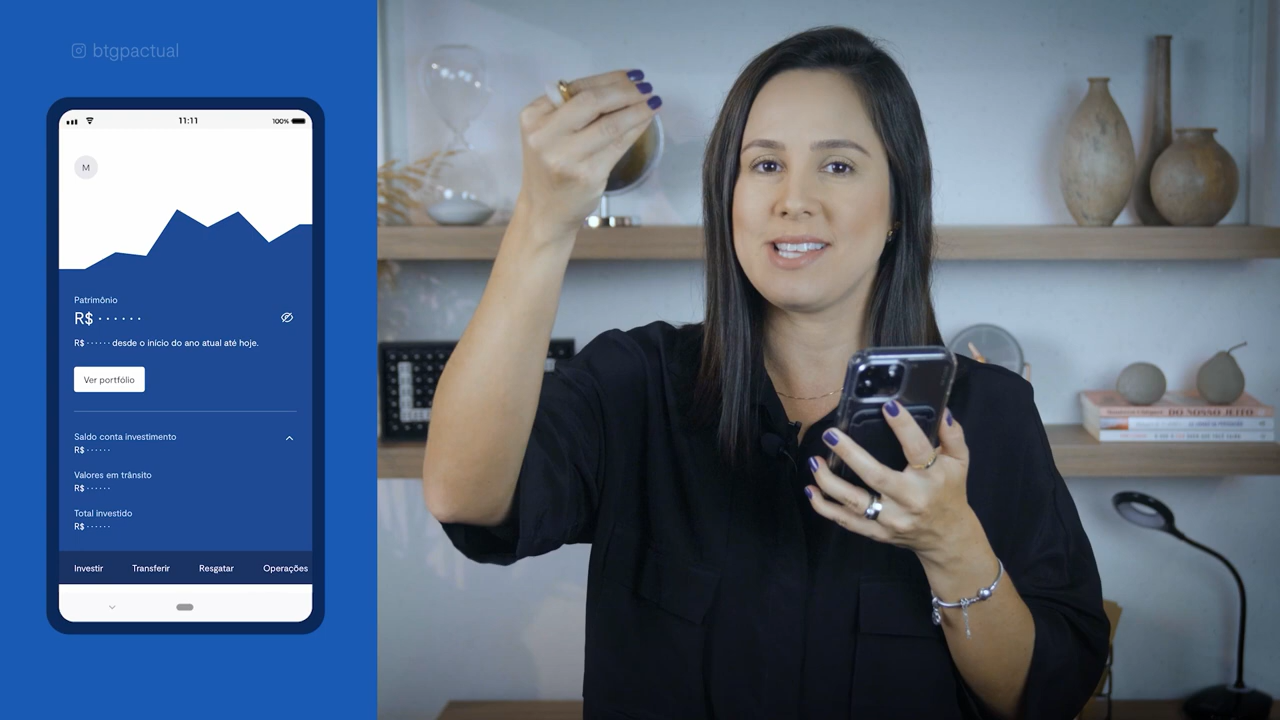 btgpactual
11:11
100%
M
Patrimônio
R$ ······
R$ ······ desde o início do ano atual até hoje.
Ver portfólio
Saldo conta investimento
R$ ······
Valores em trânsito
R$ ······
Total investido
R$ ······
Investir Transferir Resgatar Operações
DO NOSSO JEITO